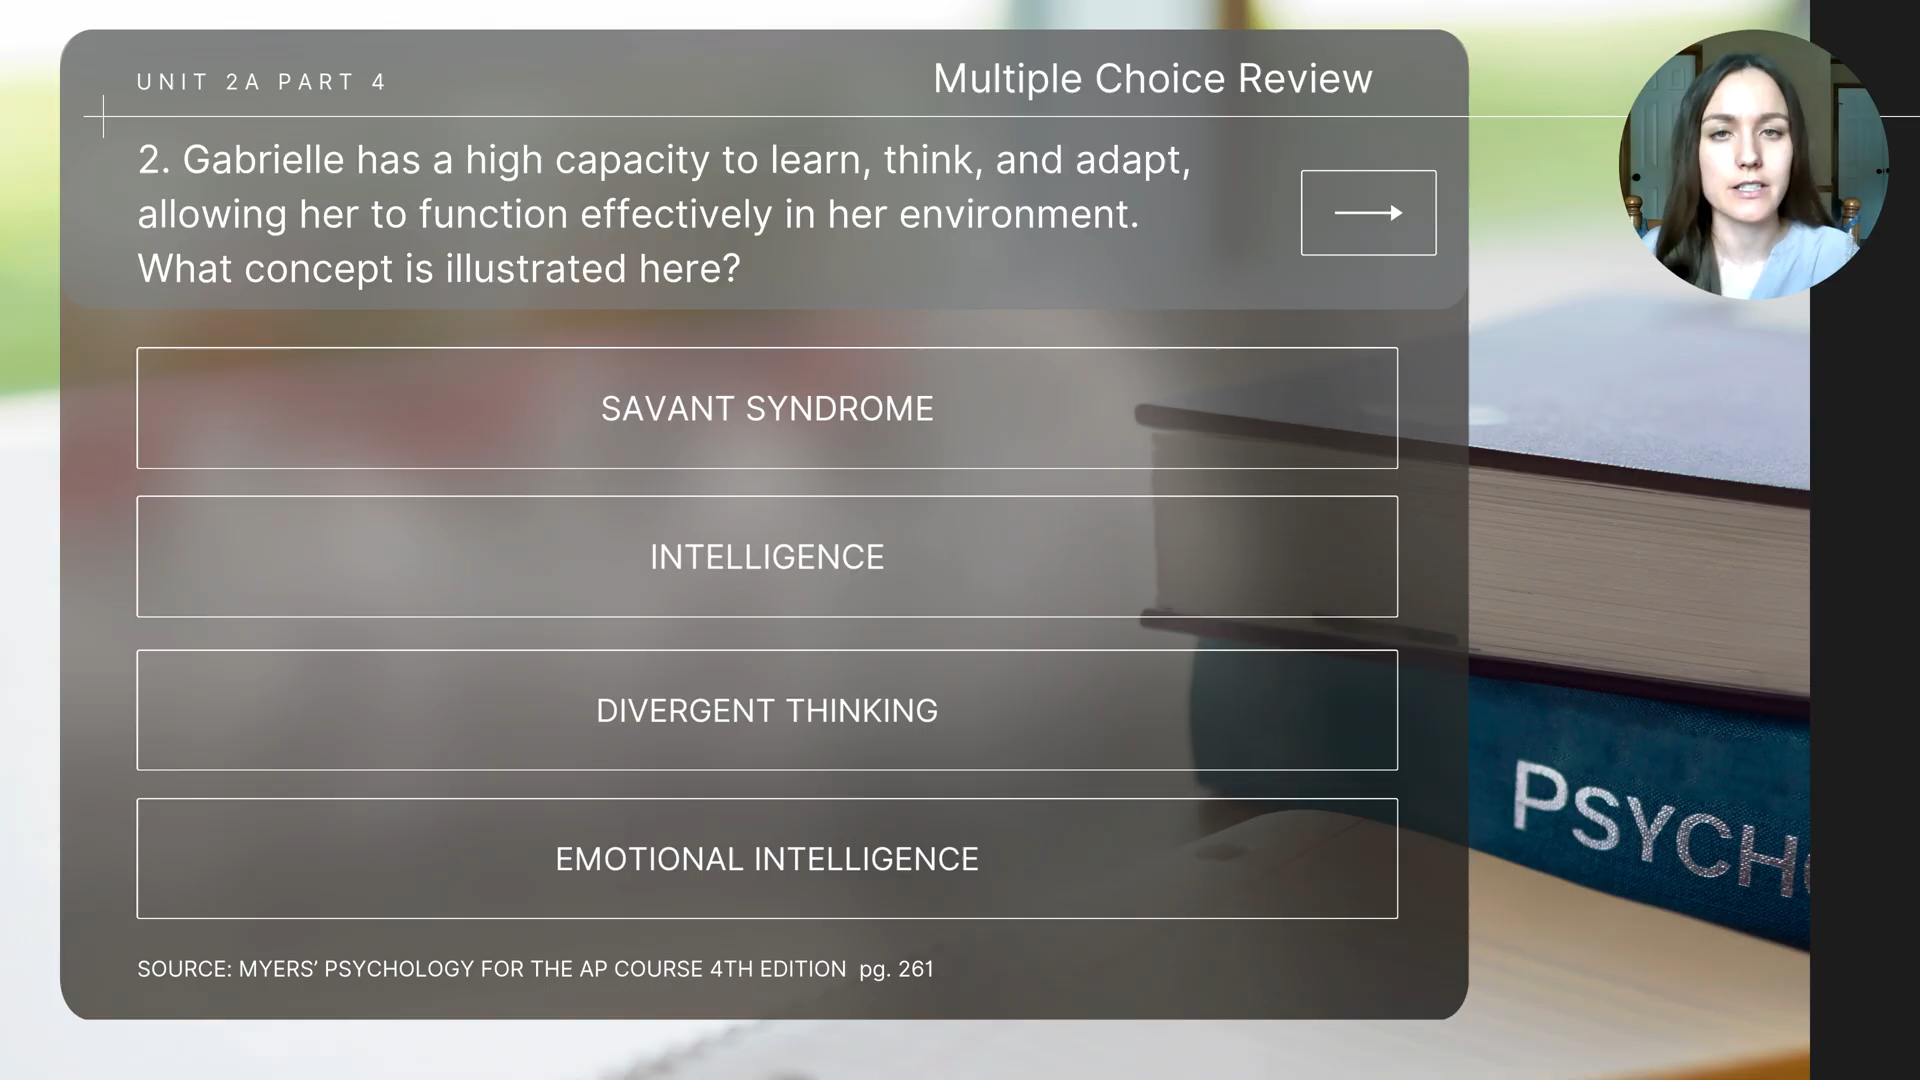 UNIT 2A PART 4
Multiple Choice Review
2. Gabrielle has a high capacity to learn, think, and adapt,
allowing her to function effectively in her environment.
What concept is illustrated here?
SAVANT SYNDROME
INTELLIGENCE
DIVERGENT THINKING
EMOTIONAL INTELLIGENCE
SOURCE: MYERS’ PSYCHOLOGY FOR THE AP COURSE 4TH EDITION pg. 261
PSYCHO